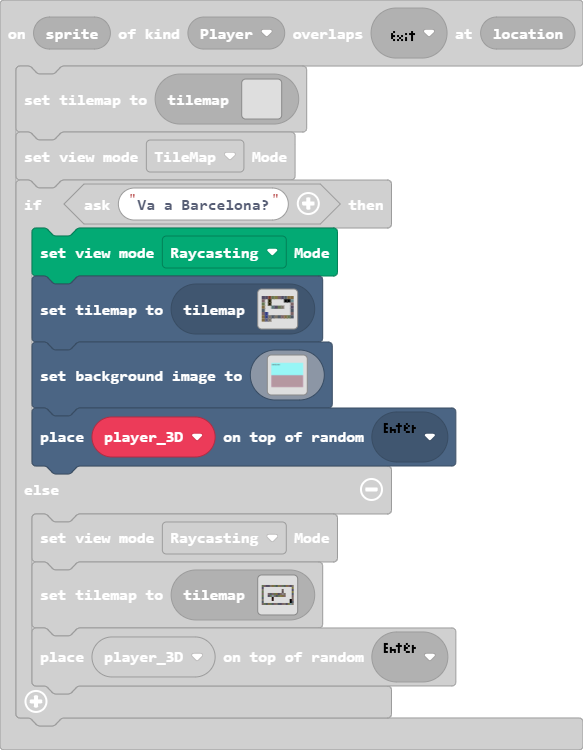 on sprite of kind Player overlaps Exit at location
set tilemap to tilemap
set view mode TileMap Mode
if ask "Va a Barcelona?" then
set view mode Raycasting Mode
set tilemap to tilemap
set background image to
place player_3D on top of random Enter
else
set view mode Raycasting Mode
set tilemap to tilemap
place player_3D on top of random Enter